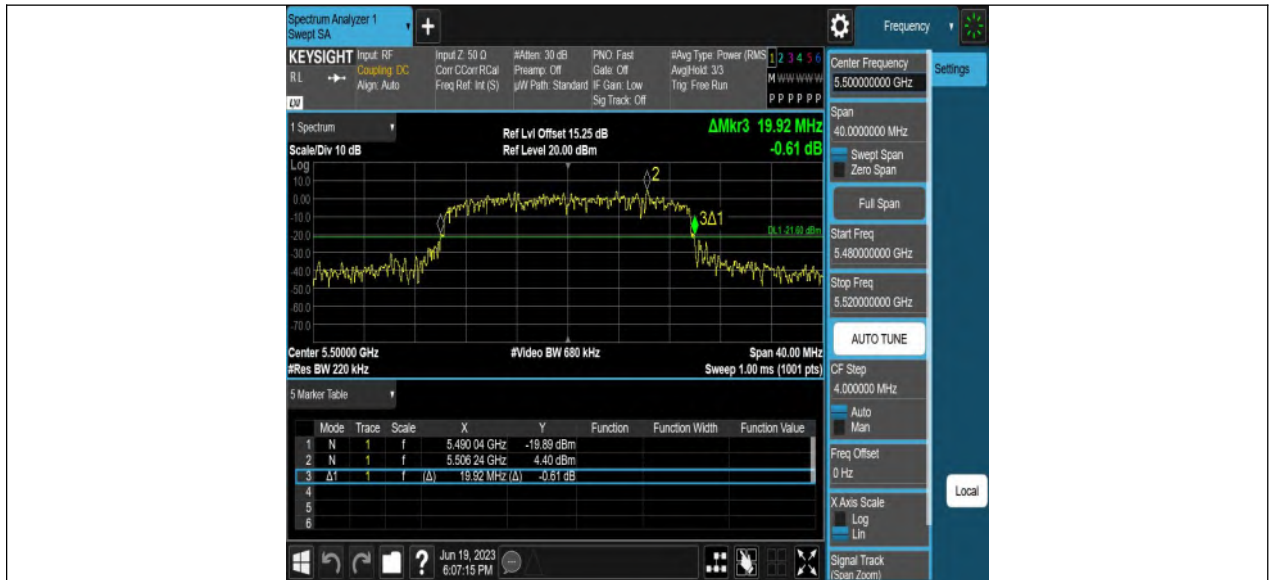 Spectrum Analyzer 1
Swept SA
+
Frequency
KEYSIGHT
RL
LXI
Input: RF
Coupling: DC
Align: Auto
Input Z: 50 Ω
Corr CCorr RCal
Freq Ref: Int (S)
#Atten: 30 dB
Preamp: Off
µW Path: Standard
PNO: Fast
Gate: Off
IF Gain: Low
Sig Track: Off
#Avg Type: Power (RMS
Avg|Hold: 3/3
Trig: Free Run
1 2 3 4 5 6
M W W W W W
P P P P P P
1 Spectrum
Scale/Div 10 dB
Ref Lvl Offset 15.25 dB
Ref Level 20.00 dBm
ΔMkr3 19.92 MHz
-0.61 dB
Log
10.0
0.00
-10.0
-20.0
-30.0
-40.0
-50.0
-60.0
-70.0
2
3Δ1
DL1 -21.60 dBm
Center 5.50000 GHz
#Res BW 220 kHz
#Video BW 680 kHz
Span 40.00 MHz
Sweep 1.00 ms (1001 pts)
5 Marker Table
Mode Trace Scale X Y Function Function Width Function Value
1 N 1 f 5.490 04 GHz -19.89 dBm
2 N 1 f 5.506 24 GHz 4.40 dBm
3 Δ1 1 f (Δ) 19.92 MHz (Δ) -0.61 dB
4
5
6
?
Jun 19, 2023
6:07:15 PM
Center Frequency
5.500000000 GHz
Settings
Span
40.0000000 MHz
Swept Span
Zero Span
Full Span
Start Freq
5.480000000 GHz
Stop Freq
5.520000000 GHz
AUTO TUNE
CF Step
4.000000 MHz
Auto
Man
Freq Offset
0 Hz
X Axis Scale
Log
Lin
Local
Signal Track
(Span Zoom)